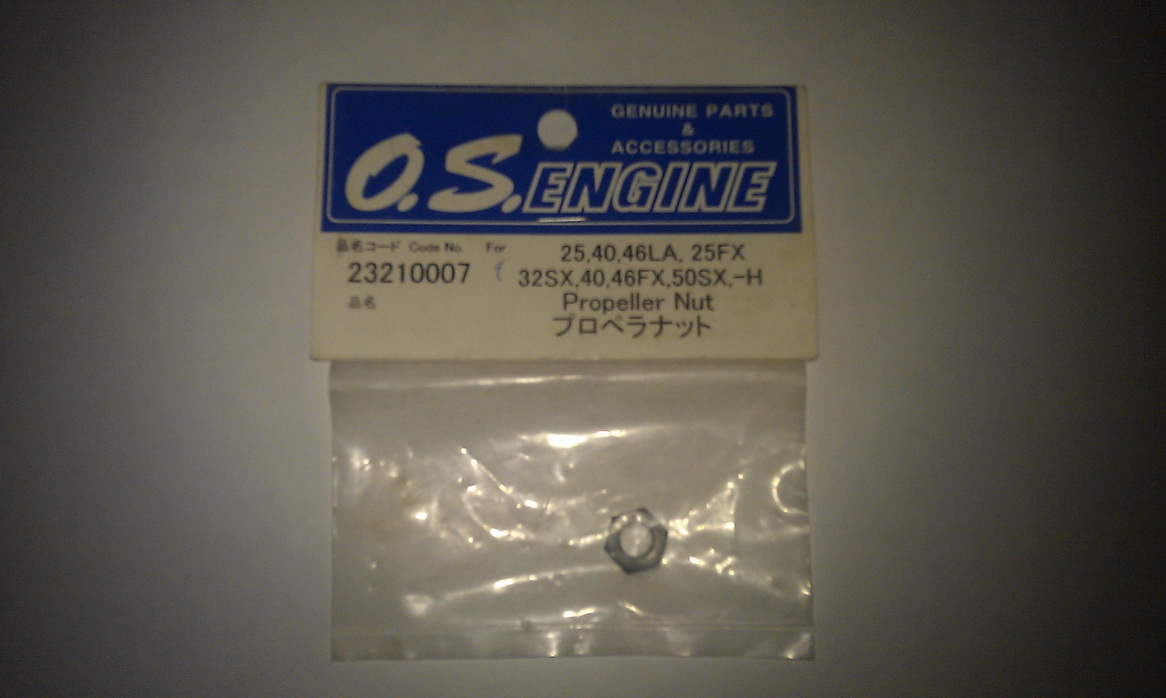 GENUINE PARTS
&
ACCESSORIES
O.S. ENGINE
品名コード Code No. For
23210007
25,40,46LA, 25FX
32SX,40,46FX,50SX,-H
品名
Propeller Nut
プロペラナット